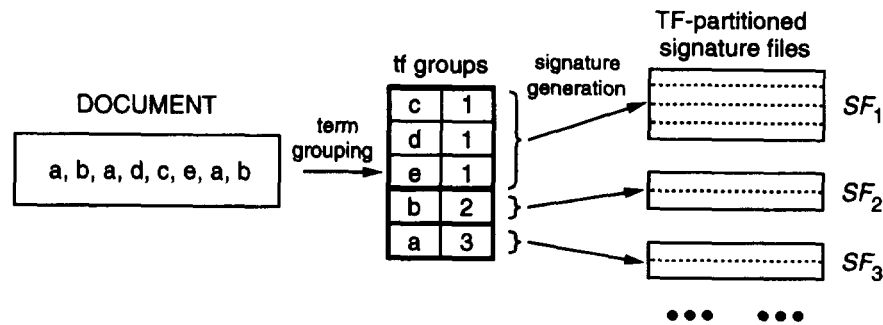 DOCUMENT
a, b, a, d, c, e, a, b
term
grouping
tf groups
c 1
d 1
e 1
b 2
a 3
signature
generation
TF-partitioned
signature files
SF1
SF2
SF3
••• •••